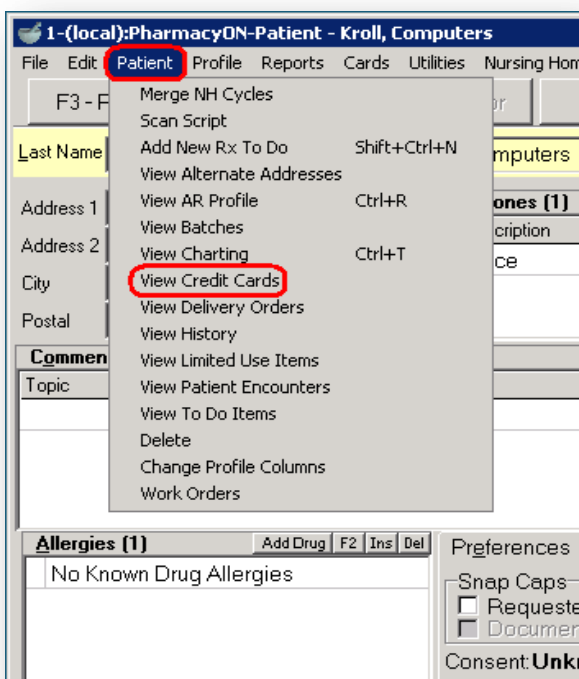 1-(local):PharmacyON-Patient - Kroll, Computers
File Edit Patient Profile Reports Cards Utilities Nursing Hom
F3 - F
Merge NH Cycles
Scan Script
Last Name
Add New Rx To Do Shift+Ctrl+N
mputers
View Alternate Addresses
Address 1
View AR Profile Ctrl+R
ones (1)
View Batches
cription
Address 2
View Charting Ctrl+T
ce
City
View Credit Cards
View Delivery Orders
Postal
View History
Commen
View Limited Use Items
Topic
View Patient Encounters
View To Do Items
Delete
Change Profile Columns
Work Orders
Allergies (1) Add Drug F2 Ins Del
No Known Drug Allergies
Preferences
Snap Caps
Requeste
Documer
Consent: Unk